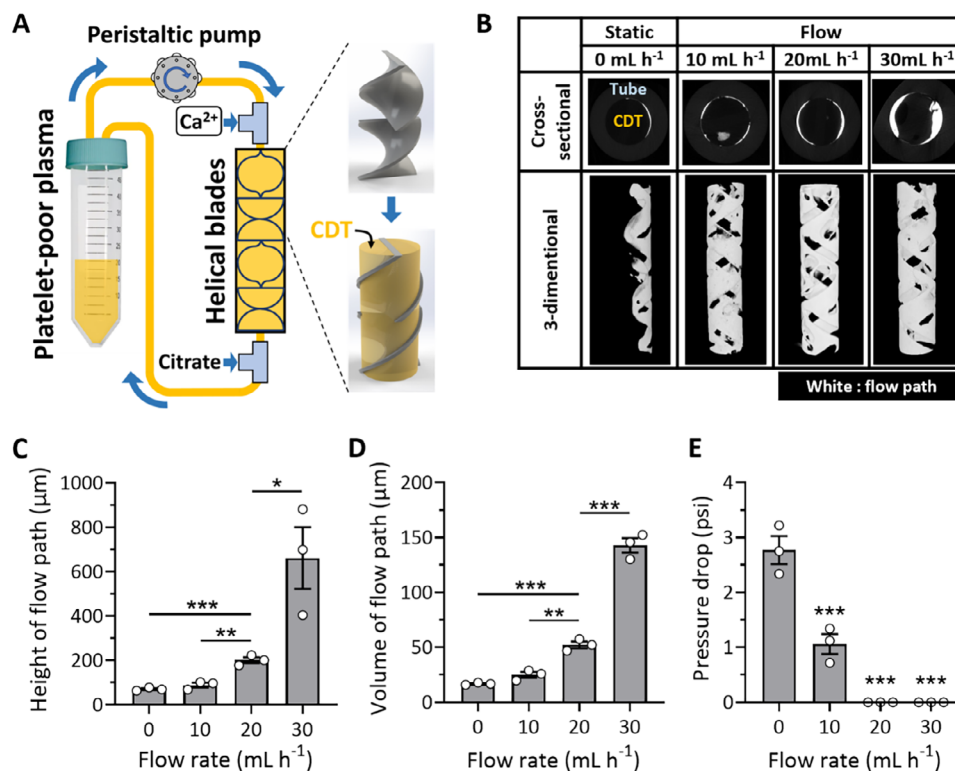 A
Peristaltic pump
Ca2+
Platelet-poor plasma
Helical blades
Citrate
CDT
B
Static
Flow
0 mL h-1
10 mL h-1
20mL h-1
30mL h-1
Cross-
sectional
Tube
CDT
3-dimentional
White : flow path
C
Height of flow path (µm)
1000
800
600
400
200
0
*
***
**
0 10 20 30
Flow rate (mL h-1)
D
Volume of flow path (µm)
200
150
100
50
0
***
***
**
0 10 20 30
Flow rate (mL h-1)
E
Pressure drop (psi)
4
3
2
1
0
***
***
***
0 10 20 30
Flow rate (mL h-1)